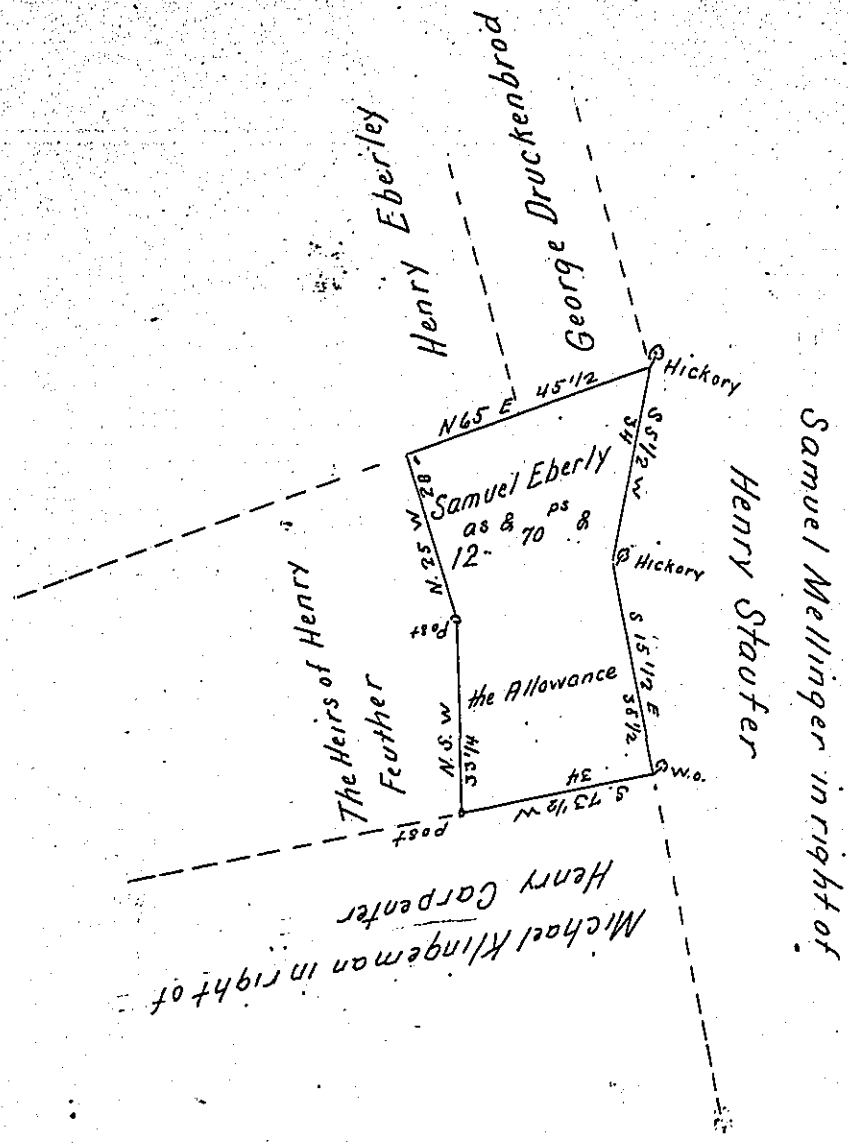 Henry Eberley
George Druckenbrod
Hickory
N65 E 45 1/2
S 5 1/2 W
34
Samuel Eberly
as & ps &
12- 70
N. 25 W 28
Hickory
Post
Samuel Mellinger in right of
Henry Staufer
S 15 1/2 E
36 1/2
the Allowance
N. 5. W
33 1/4
The Heirs of Henry
Feuther
W.O.
34
S. 73 1/2 W
Post
Michael Klingeman in right of
Henry Carpenter